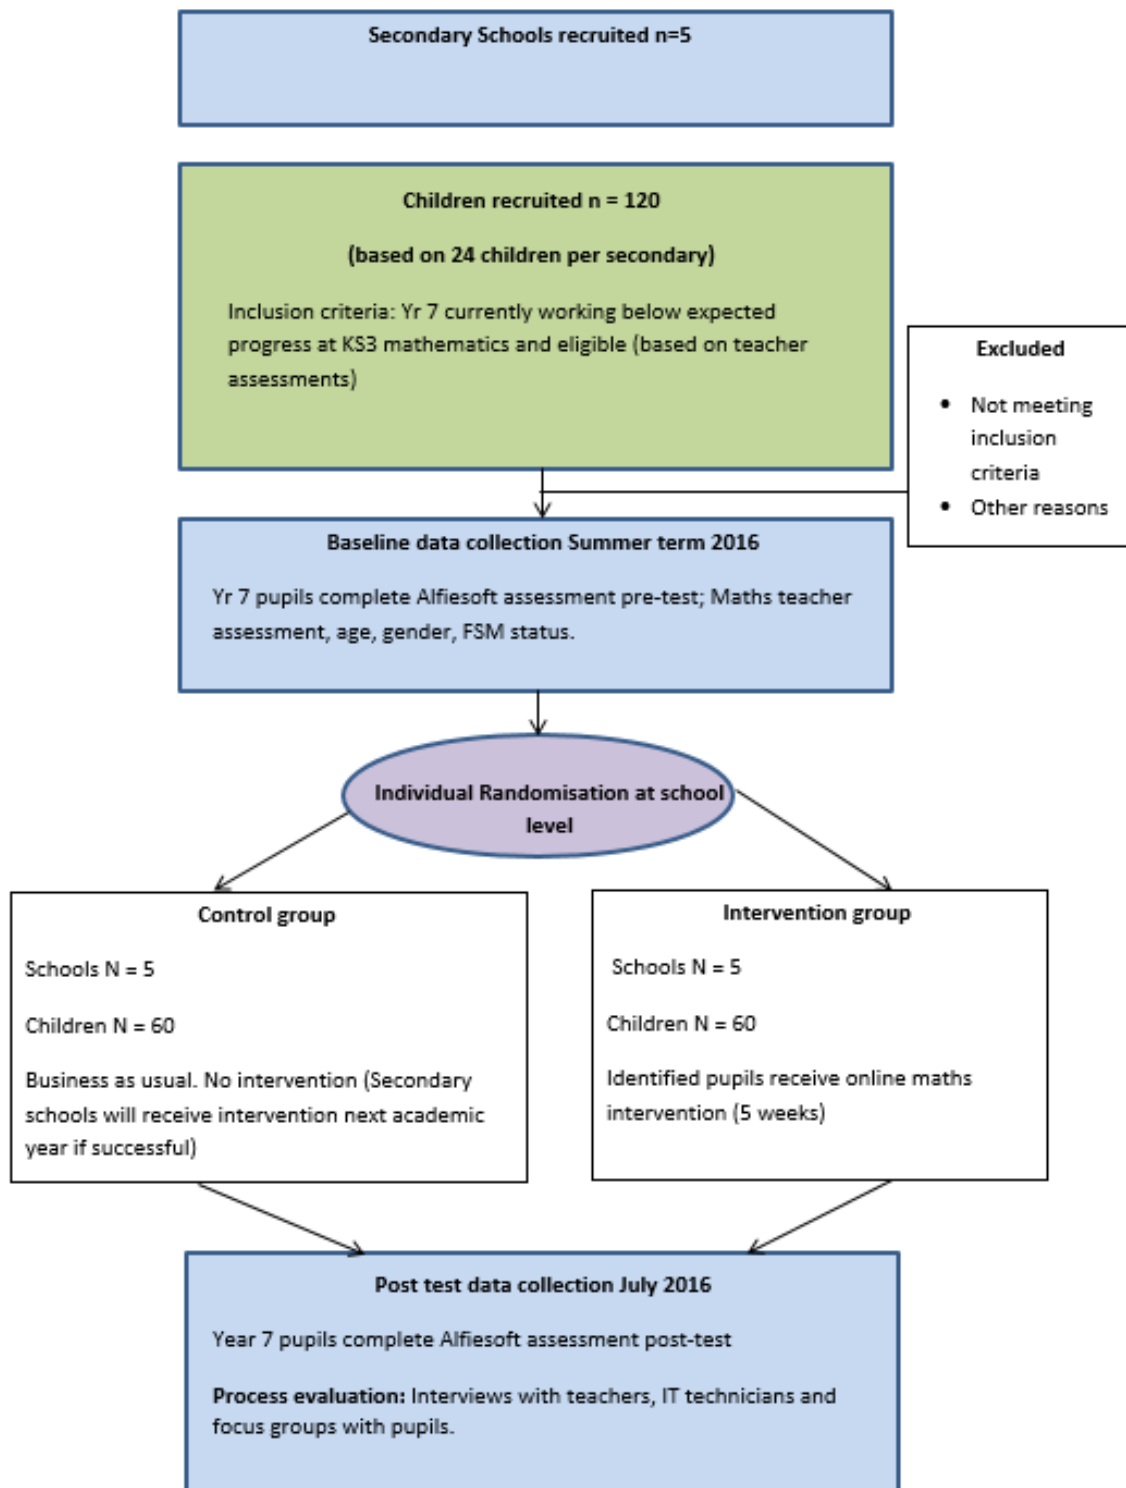 Secondary Schools recruited n=5
Children recruited n = 120
(based on 24 children per secondary)
Inclusion criteria: Yr 7 currently working below expected
progress at KS3 mathematics and eligible (based on teacher
assessments)
Excluded
• Not meeting
inclusion
criteria
• Other reasons
Baseline data collection Summer term 2016
Yr 7 pupils complete Alfiesoft assessment pre-test; Maths teacher
assessment, age, gender, FSM status.
Individual Randomisation at school
level
Control group
Schools N = 5
Children N = 60
Business as usual. No intervention (Secondary
schools will receive intervention next academic
year if successful)
Intervention group
Schools N = 5
Children N = 60
Identified pupils receive online maths
intervention (5 weeks)
Post test data collection July 2016
Year 7 pupils complete Alfiesoft assessment post-test
Process evaluation: Interviews with teachers, IT technicians and
focus groups with pupils.